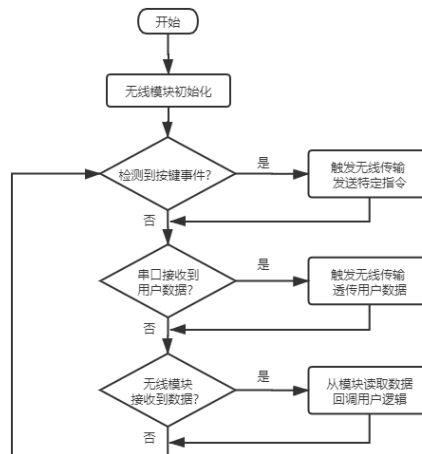 开始
无线模块初始化
检测到按键事件?
是
触发无线传输
发送特定指令
否
串口接收到
用户数据?
是
触发无线传输
透传用户数据
否
无线模块
接收到数据?
是
从模块读取数据
回调用户逻辑
否